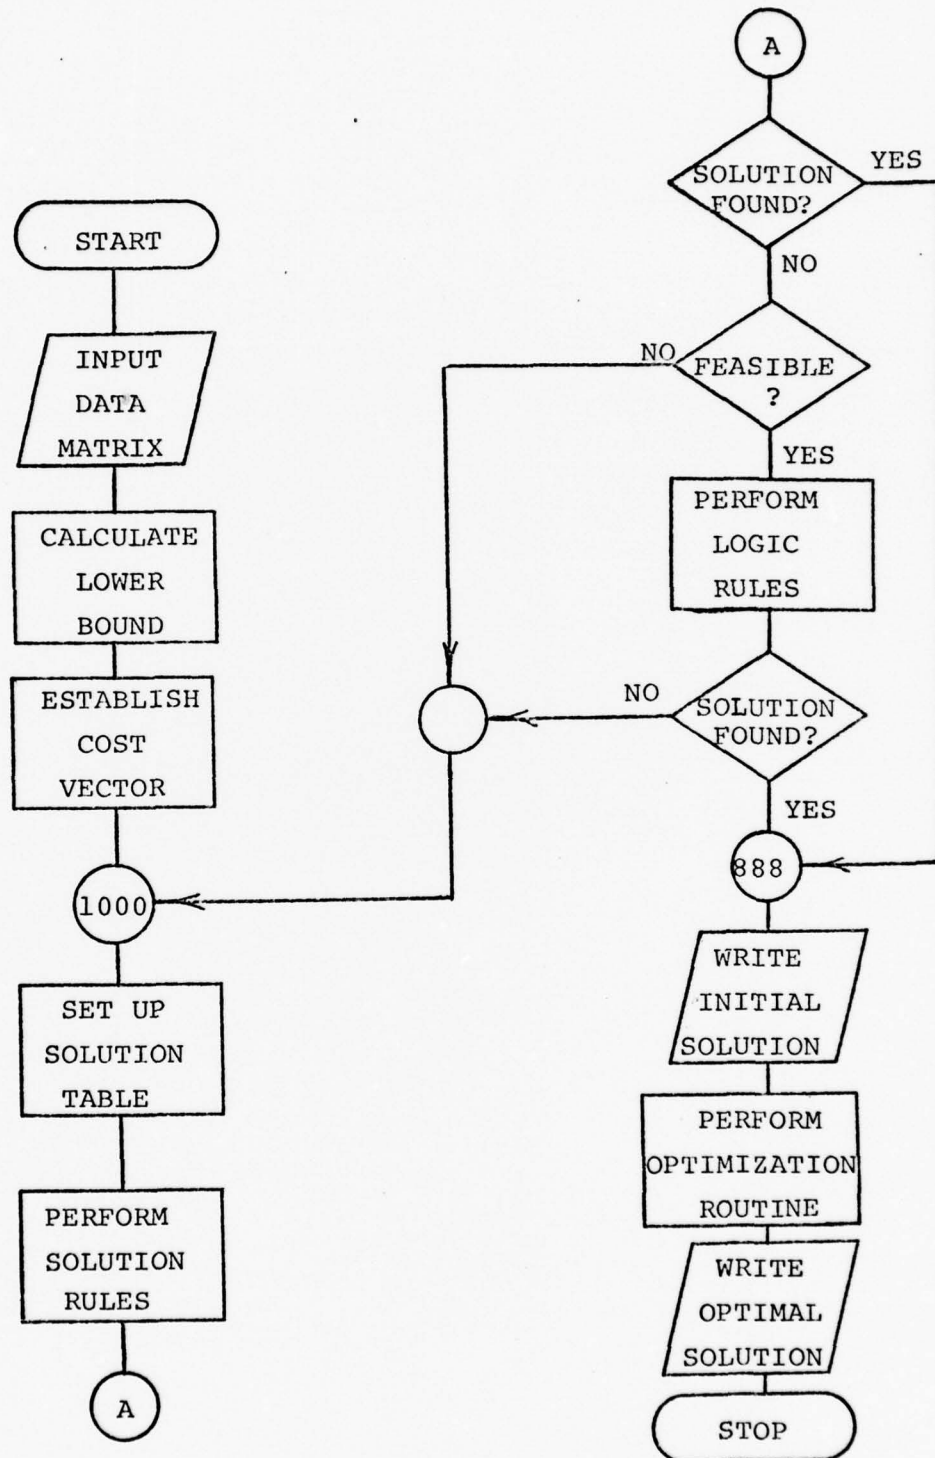 START
INPUT
DATA
MATRIX
CALCULATE
LOWER
BOUND
ESTABLISH
COST
VECTOR
1000
SET UP
SOLUTION
TABLE
PERFORM
SOLUTION
RULES
A
A
SOLUTION
FOUND?
YES
NO
FEASIBLE
?
NO
YES
PERFORM
LOGIC
RULES
SOLUTION
FOUND?
NO
YES
888
WRITE
INITIAL
SOLUTION
PERFORM
OPTIMIZATION
ROUTINE
WRITE
OPTIMAL
SOLUTION
STOP